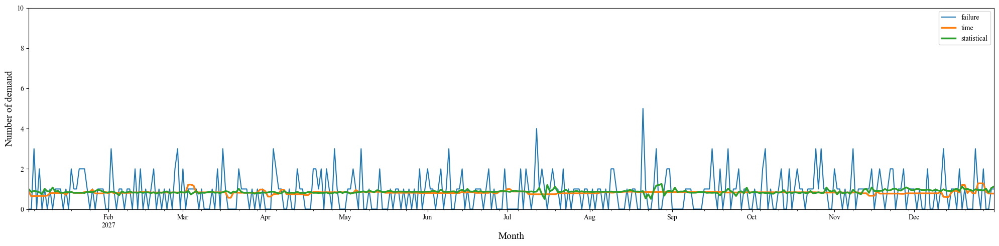 10
8
6
4
2
0
Number of demand
failure
time
statistical
Feb
2027
Mar
Apr
May
Jun
Jul
Aug
Sep
Oct
Nov
Dec
Month